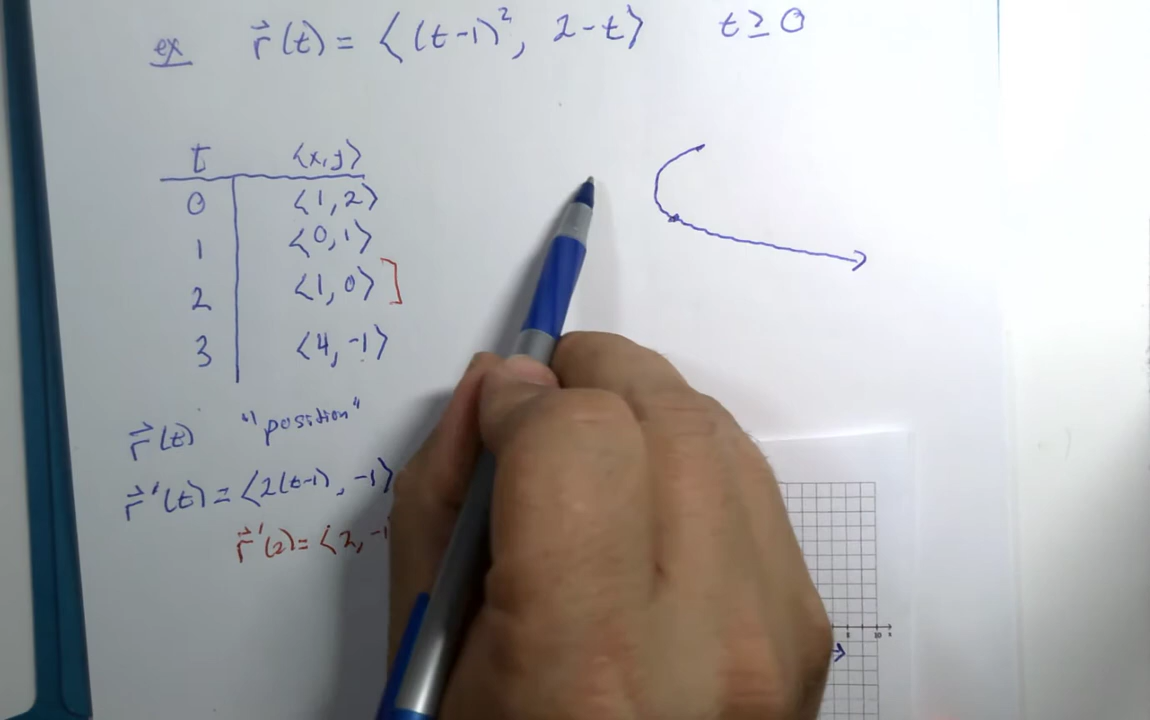 ex r⃗(t) = ⟨(t-1)², 2-t⟩ t ≥ 0
t ⟨x,y⟩
0 ⟨1,2⟩
1 ⟨0,1⟩
2 ⟨1,0⟩]
3 ⟨4,-1⟩
r⃗(t) "position"
r⃗'(t) = ⟨2(t-1), -1⟩
r⃗'(2) = ⟨2, -1
10